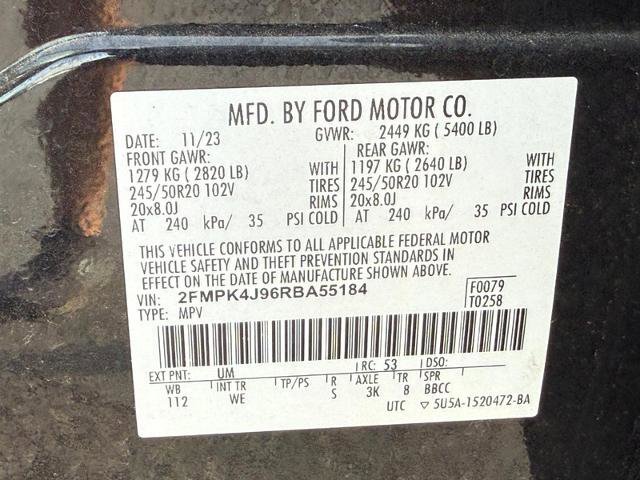 MFD. BY FORD MOTOR CO.
DATE: 11/23 GVWR: 2449 KG ( 5400 LB)
FRONT GAWR: REAR GAWR:
1279 KG ( 2820 LB) WITH 1197 KG ( 2640 LB) WITH
245/50R20 102V TIRES 245/50R20 102V TIRES
20x8.0J RIMS 20x8.0J RIMS
AT 240 kPa/ 35 PSI COLD AT 240 kPa/ 35 PSI COLD
THIS VEHICLE CONFORMS TO ALL APPLICABLE FEDERAL MOTOR
VEHICLE SAFETY AND THEFT PREVENTION STANDARDS IN
EFFECT ON THE DATE OF MANUFACTURE SHOWN ABOVE.
VIN: 2FMPK4J96RBA55184 F0079
TYPE: MPV T0258
EXT PNT: UM RC: 53 DSO:
WB INT TR TP/PS R AXLE TR SPR
112 WE S 3K 8 BBCC
UTC ▽ 5U5A-1520472-BA